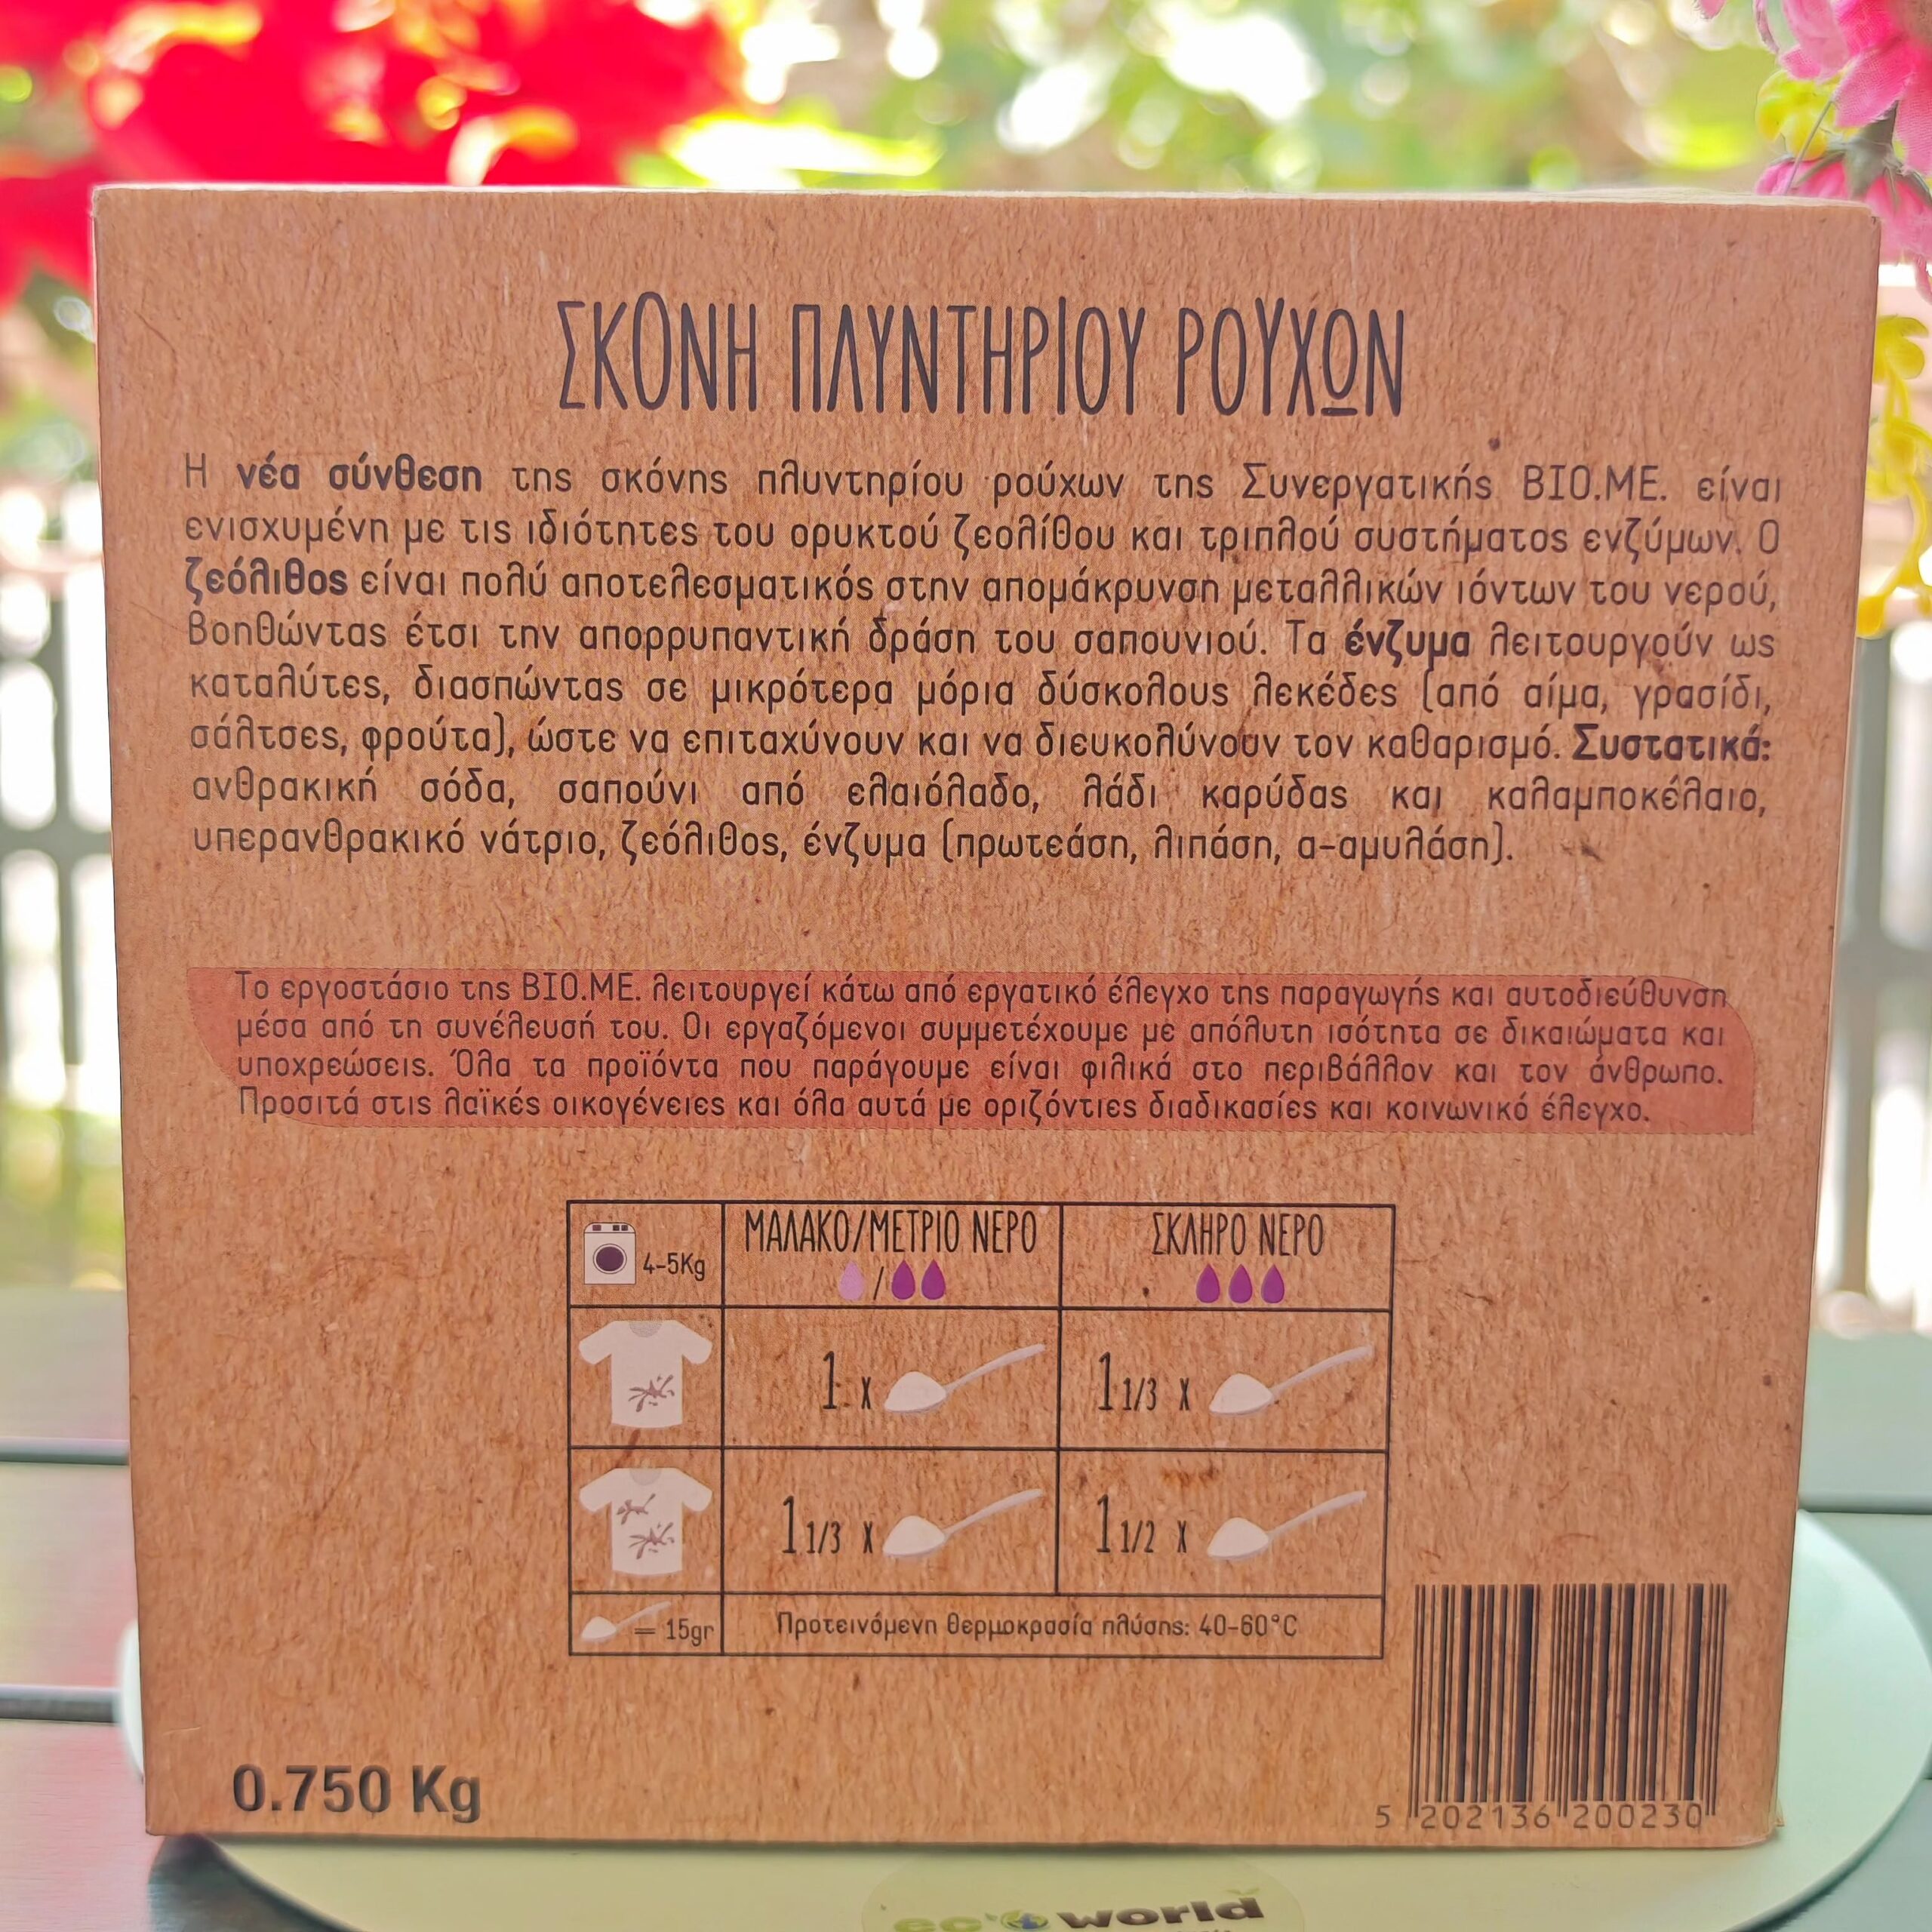 ΣΚΟΝΗ ΠΛΥΝΤΗΡΙΟΥ ΡΟΥΧΩΝ
Η νέα σύνθεση της σκόνης πλυντηρίου ρούχων της Συνεργατικής ΒΙΟ.ΜΕ. είναι
ενισχυμένη με τις ιδιότητες του ορυκτού ζεολίθου και τριπλού συστήματος ενζύμων. Ο
ζεόλιθος είναι πολύ αποτελεσματικός στην απομάκρυνση μεταλλικών ιόντων του νερού,
βοηθώντας έτσι την απορρυπαντική δράση του σαπουνιού. Τα ένζυμα λειτουργούν ως
καταλύτες, διασπώντας σε μικρότερα μόρια δύσκολους λεκέδες (από αίμα, γρασίδι,
σάλτσες, φρούτα), ώστε να επιταχύνουν και να διευκολύνουν τον καθαρισμό. Συστατικά:
ανθρακική σόδα, σαπούνι από ελαιόλαδο, λάδι καρύδας και καλαμποκέλαιο,
υπερανθρακικό νάτριο, ζεόλιθος, ένζυμα (πρωτεάση, λιπάση, α-αμυλάση).
Το εργοστάσιο της ΒΙΟ.ΜΕ. λειτουργεί κάτω από εργατικό έλεγχο της παραγωγής και αυτοδιεύθυνση
μέσα από τη συνέλευσή του. Οι εργαζόμενοι συμμετέχουμε με απόλυτη ισότητα σε δικαιώματα και
υποχρεώσεις. Όλα τα προϊόντα που παράγουμε είναι φιλικά στο περιβάλλον και τον άνθρωπο.
Προσιτά στις λαϊκές οικογένειες και όλα αυτά με οριζόντιες διαδικασίες και κοινωνικό έλεγχο.
4-5Kg ΜΑΛΑΚΟ/ΜΕΤΡΙΟ ΝΕΡΟ ΣΚΛΗΡΟ ΝΕΡΟ
/
1 x 1 1/3 x
1 1/3 x 1 1/2 x
= 15gr Προτεινόμενη θερμοκρασία πλύσης: 40-60°C
0.750 Kg
5 202136 200230
eco world